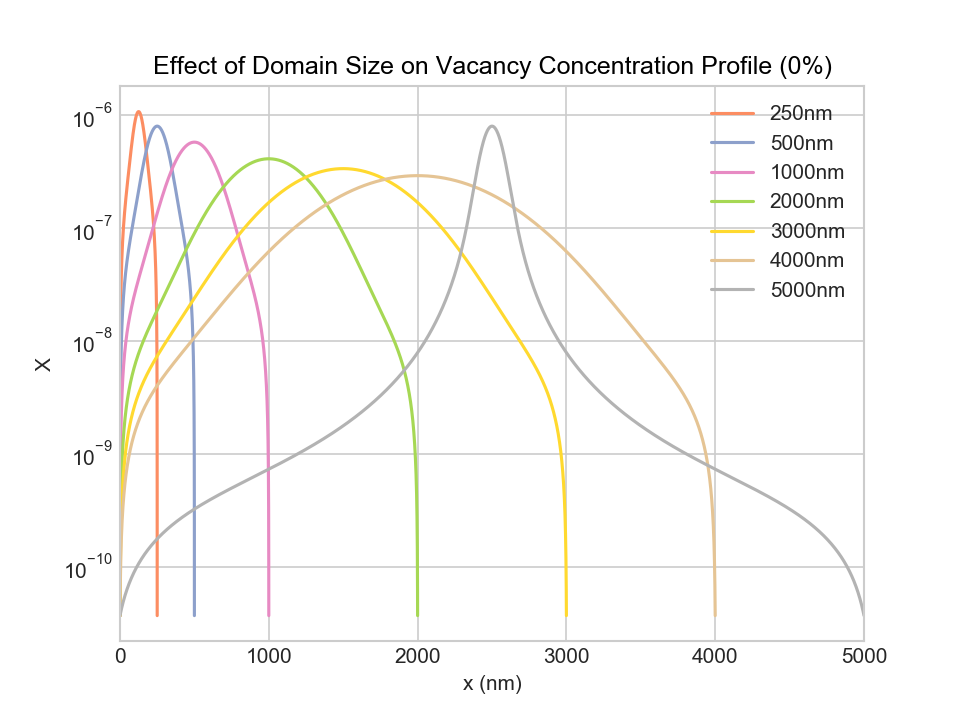 Effect of Domain Size on Vacancy Concentration Profile (0%)
10⁻⁶
10⁻⁷
10⁻⁸
10⁻⁹
10⁻¹⁰
X
250nm
500nm
1000nm
2000nm
3000nm
4000nm
5000nm
0 1000 2000 3000 4000 5000
x (nm)